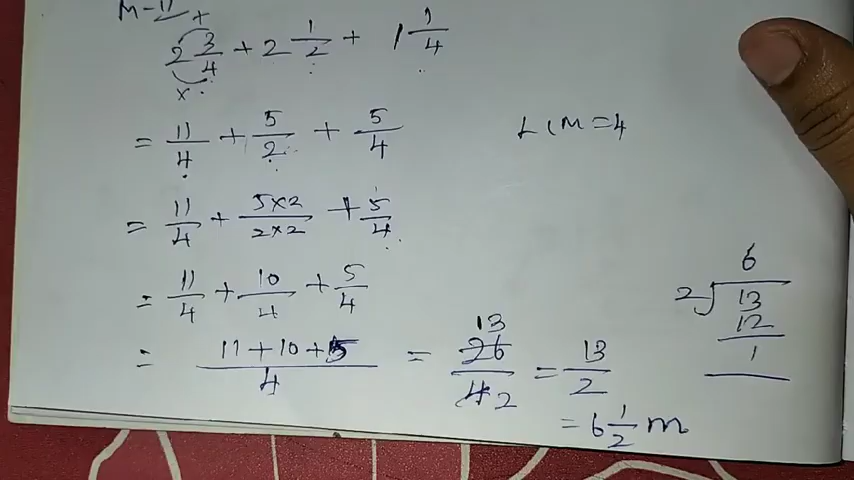 M-II
2 3/4 + 2 1/2 + 1 1/4
= 11/4 + 5/2 + 5/4
LCM = 4
= 11/4 + 5×2/2×2 + 5/4
= 11/4 + 10/4 + 5/4
= 11+10+5/4 = 26/4 = 13/2
13
2
= 6 1/2 m
6
2 13
12
1